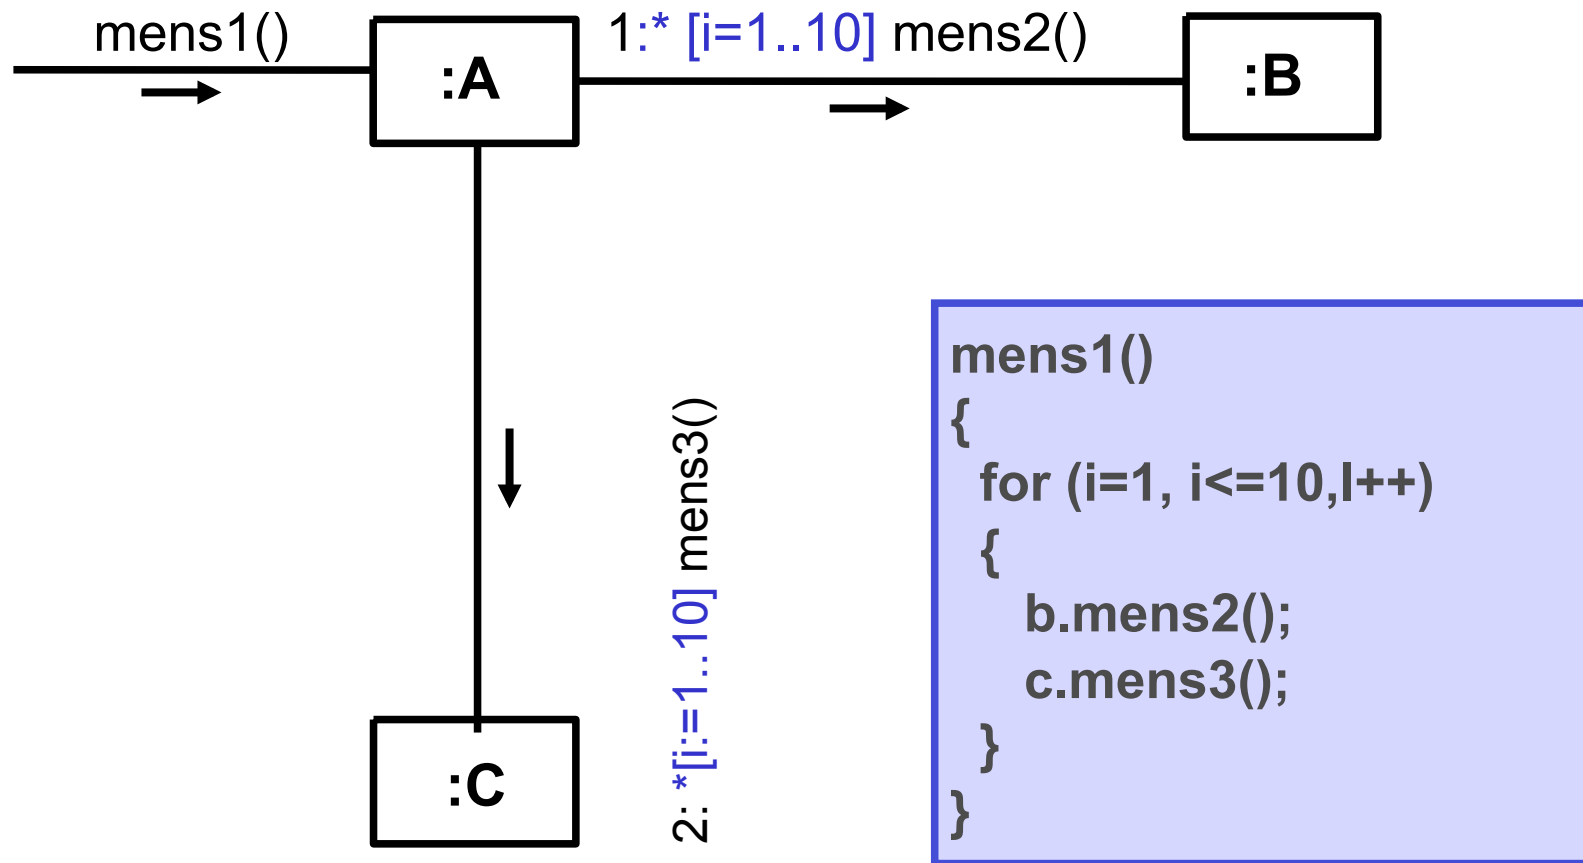 mens1()
:A
1:* [i=1..10] mens2()
:B
2: *[i:=1..10] mens3()
:C
mens1()
{
for (i=1, i<=10,I++)
{
b.mens2();
c.mens3();
}
}